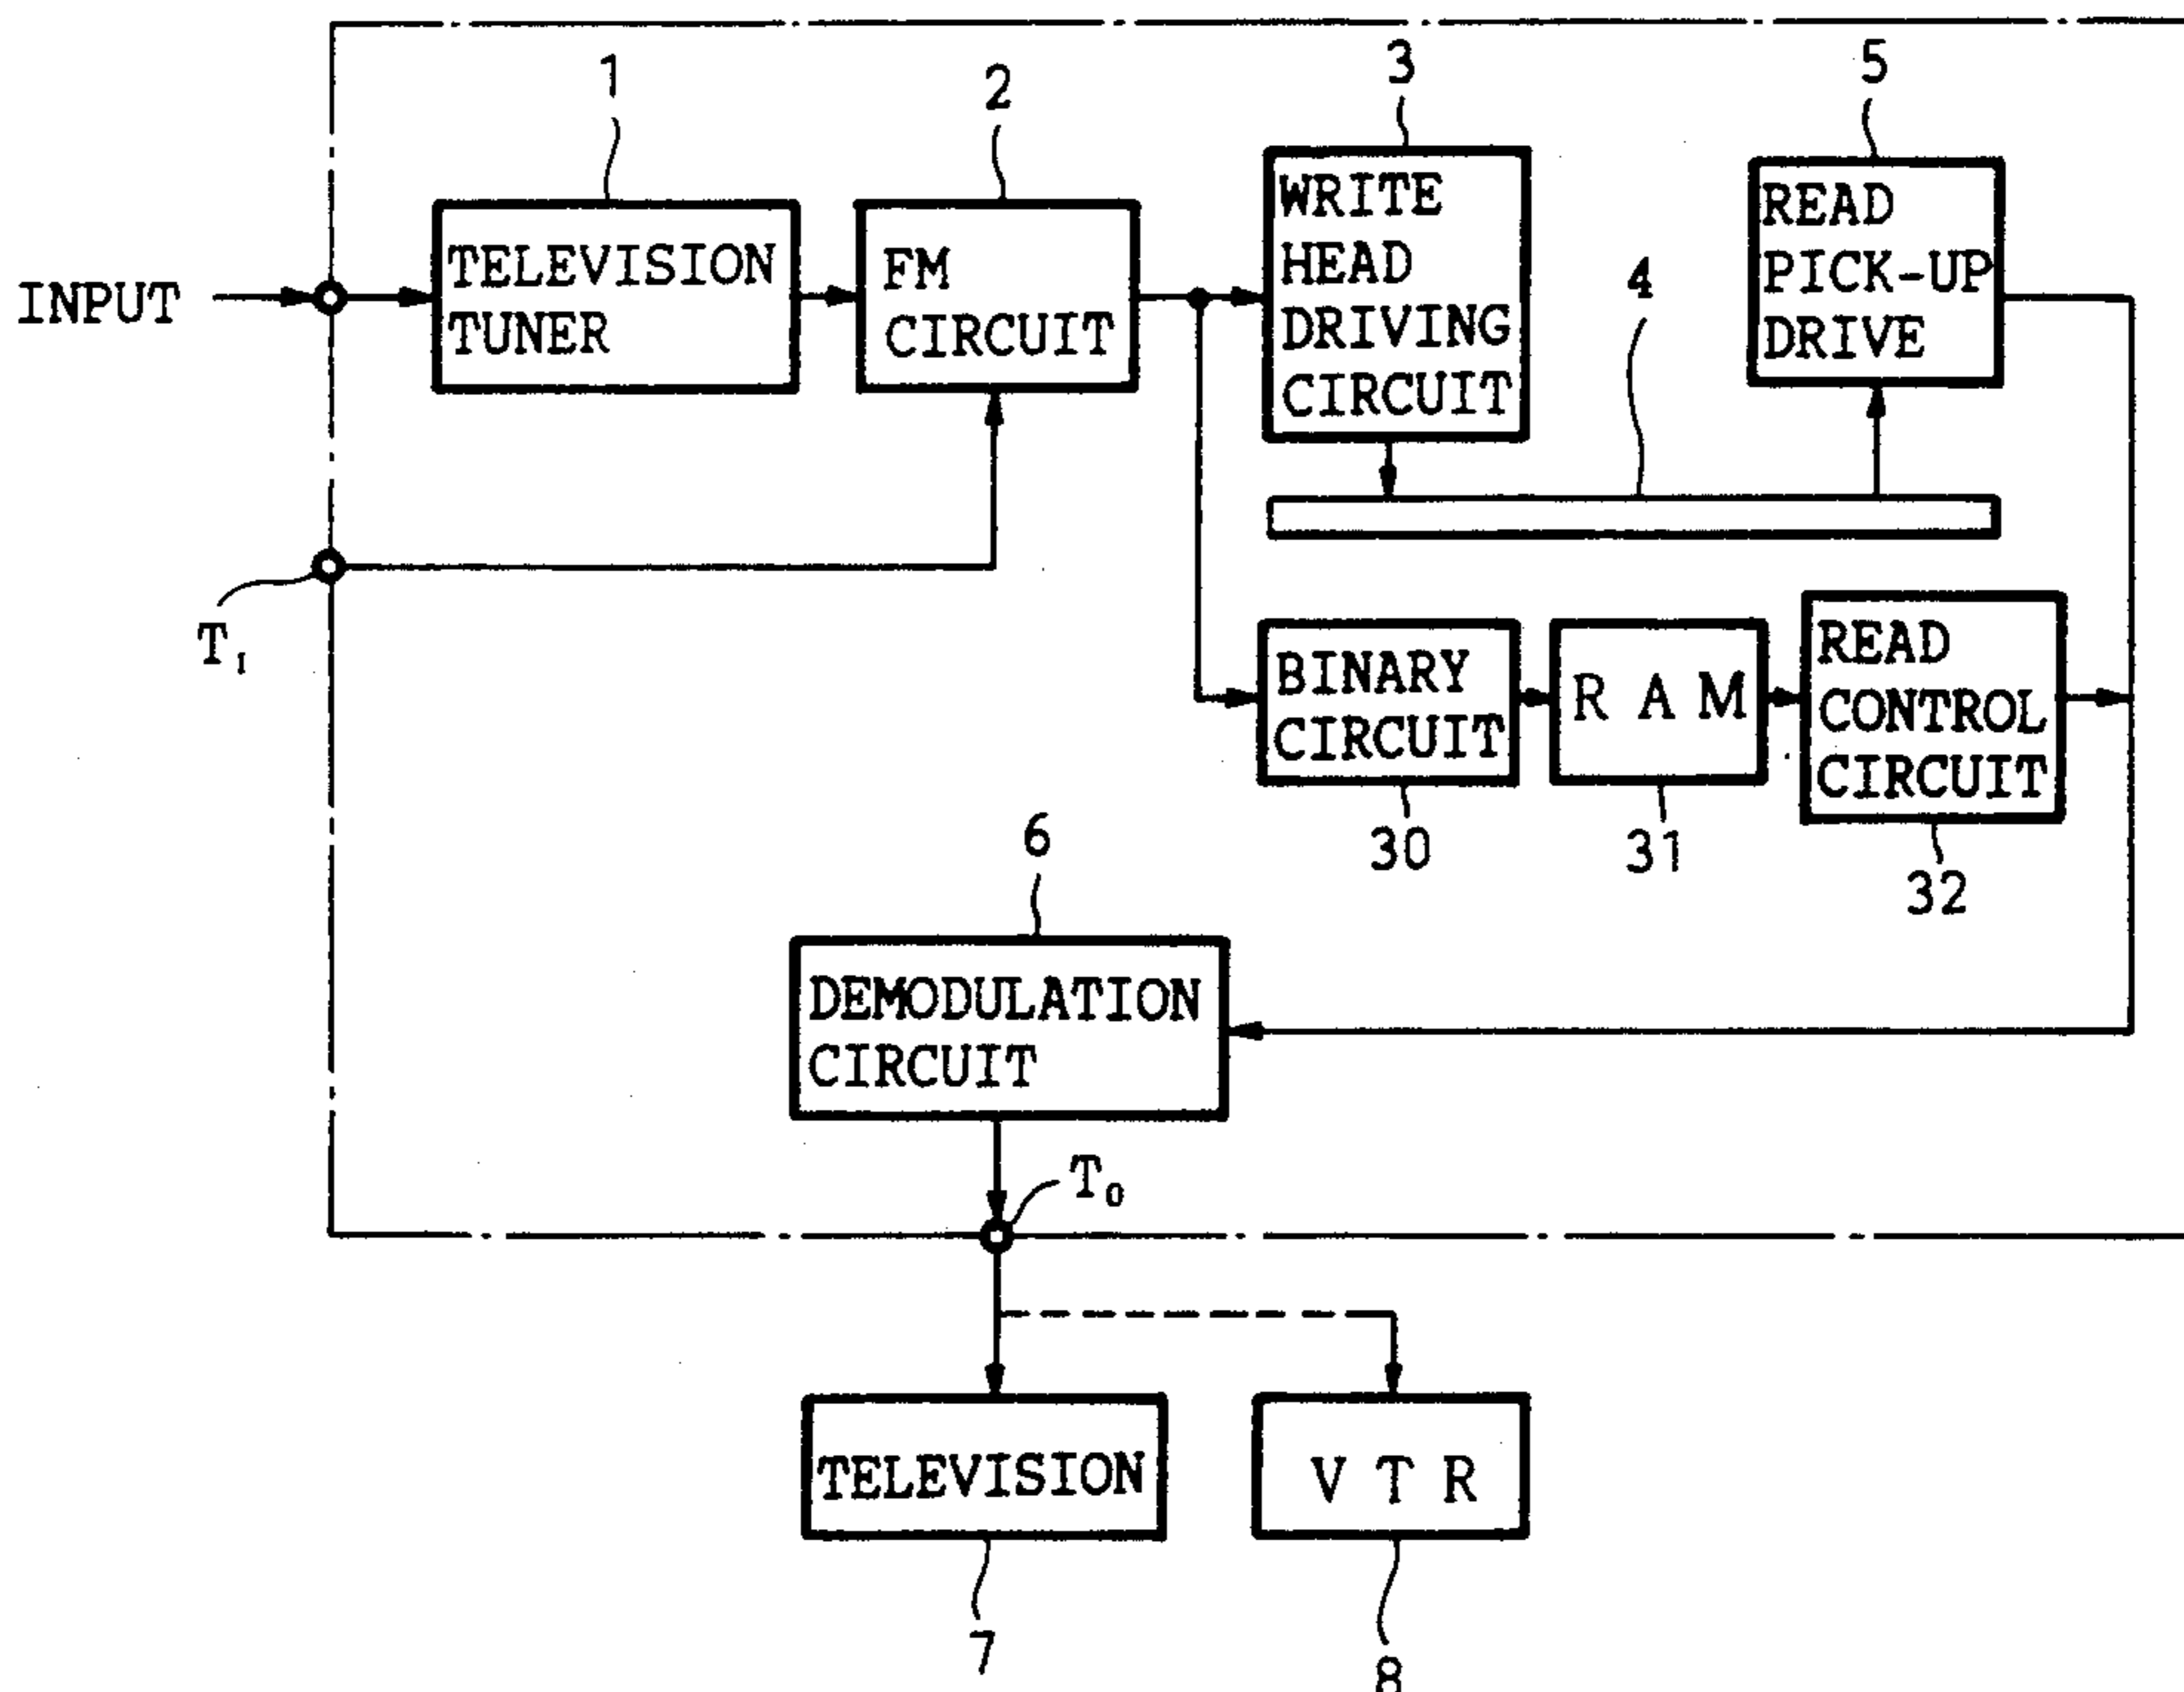 1
2
3
5
INPUT
TELEVISION
TUNER
FM
CIRCUIT
WRITE
HEAD
DRIVING
CIRCUIT
4
READ
PICK-UP
DRIVE
T₁
BINARY
CIRCUIT
R A M
READ
CONTROL
CIRCUIT
30
31
32
6
DEMODULATION
CIRCUIT
T₀
TELEVISION
V T R
7
8